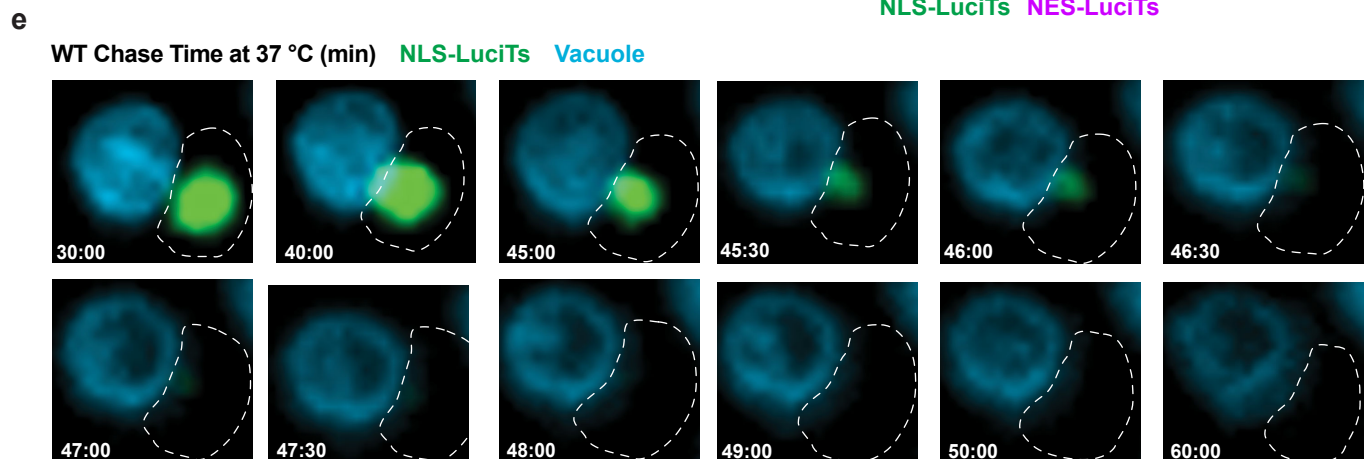 NLS-LuciTs NES-LuciTs
e
WT Chase Time at 37 °C (min) NLS-LuciTs Vacuole
30:00 40:00 45:00 45:30 46:00 46:30
47:00 47:30 48:00 49:00 50:00 60:00